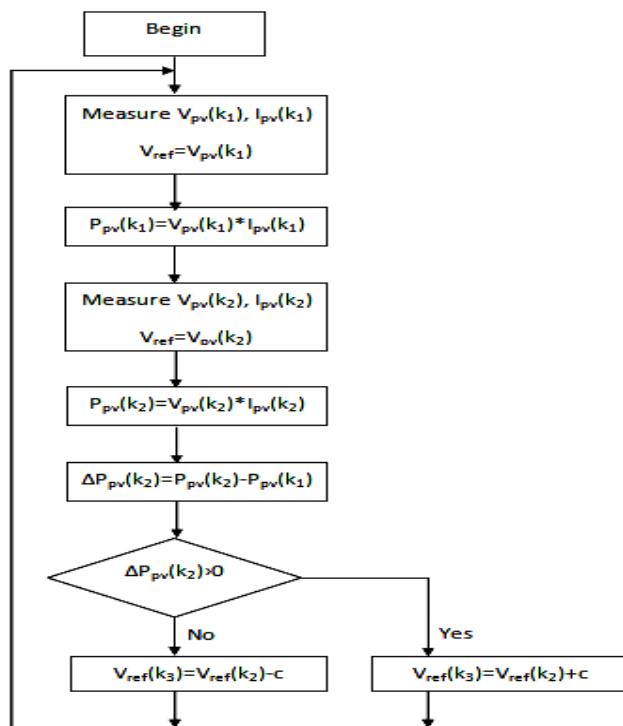 Begin
Measure Vpv(k₁), Ipv(k₁)
Vref=Vpv(k₁)
Ppv(k₁)=Vpv(k₁)*Ipv(k₁)
Measure Vpv(k₂), Ipv(k₂)
Vref=Vpv(k₂)
Ppv(k₂)=Vpv(k₂)*Ipv(k₂)
ΔPpv(k₂)=Ppv(k₂)-Ppv(k₁)
ΔPpv(k₂)>0
No
Yes
Vref(k₃)=Vref(k₂)-c
Vref(k₃)=Vref(k₂)+c